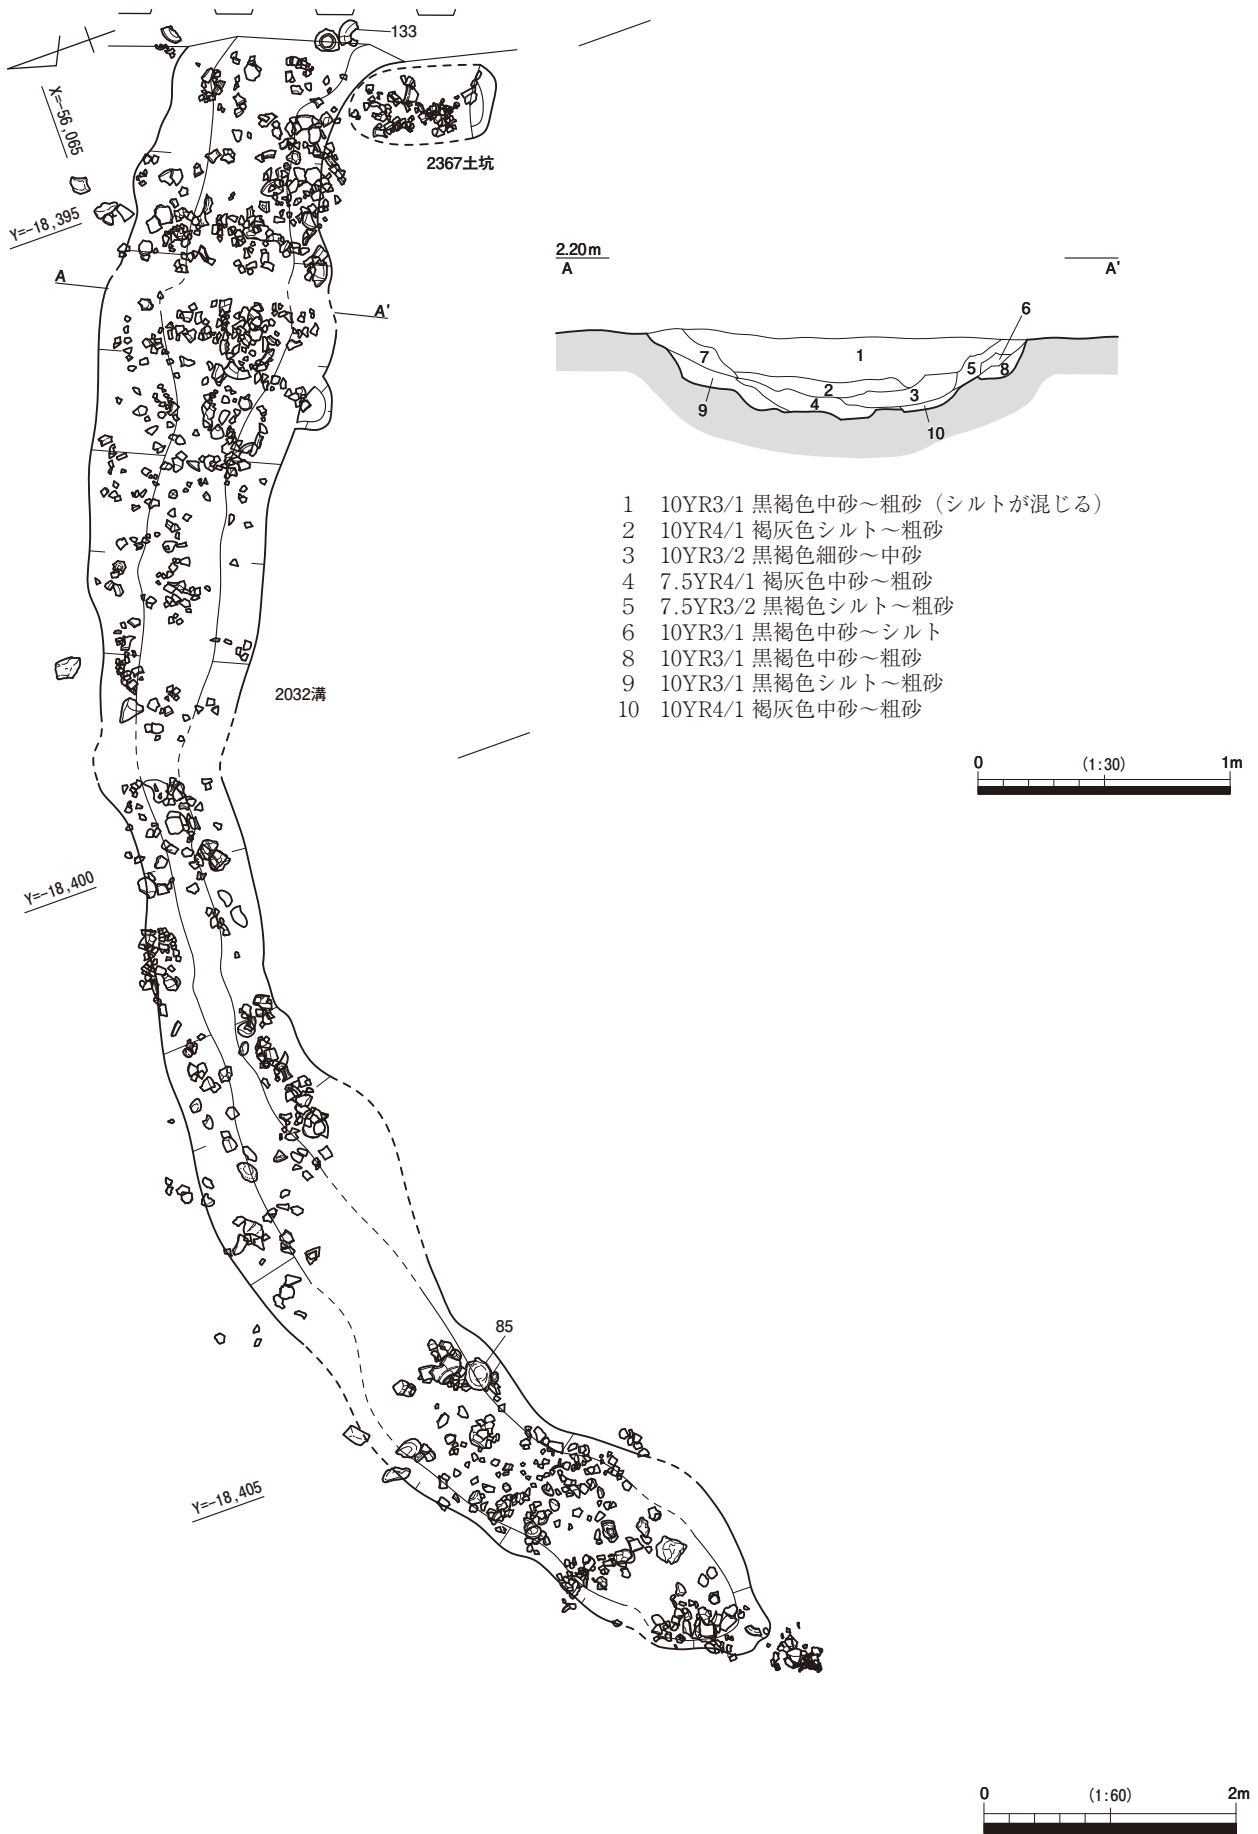 133
X=-56,065
2367土坑
Y=-18,395
A
A'
2.20m
A
A'
6
1
7
5
8
2
3
4
9
10
1 10YR3/1 黒褐色中砂～粗砂（シルトが混じる）
2 10YR4/1 褐灰色シルト～粗砂
3 10YR3/2 黒褐色細砂～中砂
4 7.5YR4/1 褐灰色中砂～粗砂
5 7.5YR3/2 黒褐色シルト～粗砂
6 10YR3/1 黒褐色中砂～シルト
8 10YR3/1 黒褐色中砂～粗砂
9 10YR3/1 黒褐色シルト～粗砂
10 10YR4/1 褐灰色中砂～粗砂
2032溝
0 (1:30) 1m
Y=-18,400
85
Y=-18,405
0 (1:60) 2m